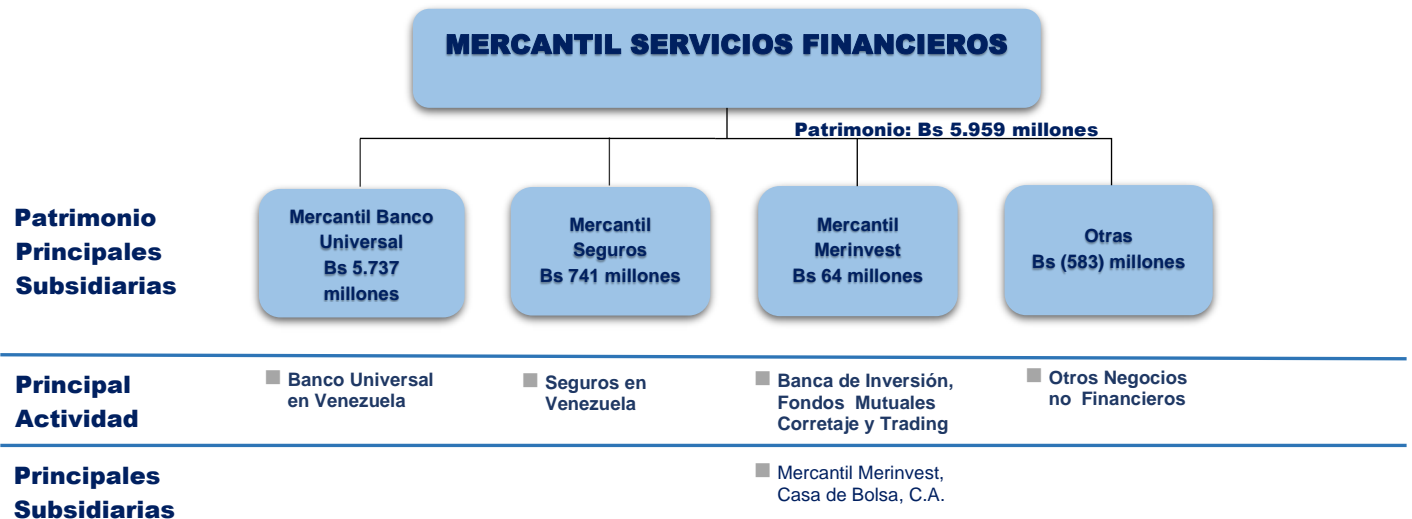 MERCANTIL SERVICIOS FINANCIEROS
Patrimonio: Bs 5.959 millones
Patrimonio
Principales
Subsidiarias
Mercantil Banco
Universal
Bs 5.737
millones
Mercantil
Seguros
Bs 741 millones
Mercantil
Merinvest
Bs 64 millones
Otras
Bs (583) millones
Principal
Actividad
Banco Universal
en Venezuela
Seguros en
Venezuela
Banca de Inversión,
Fondos Mutuales
Corretaje y Trading
Otros Negocios
no Financieros
Principales
Subsidiarias
Mercantil Merinvest,
Casa de Bolsa, C.A.